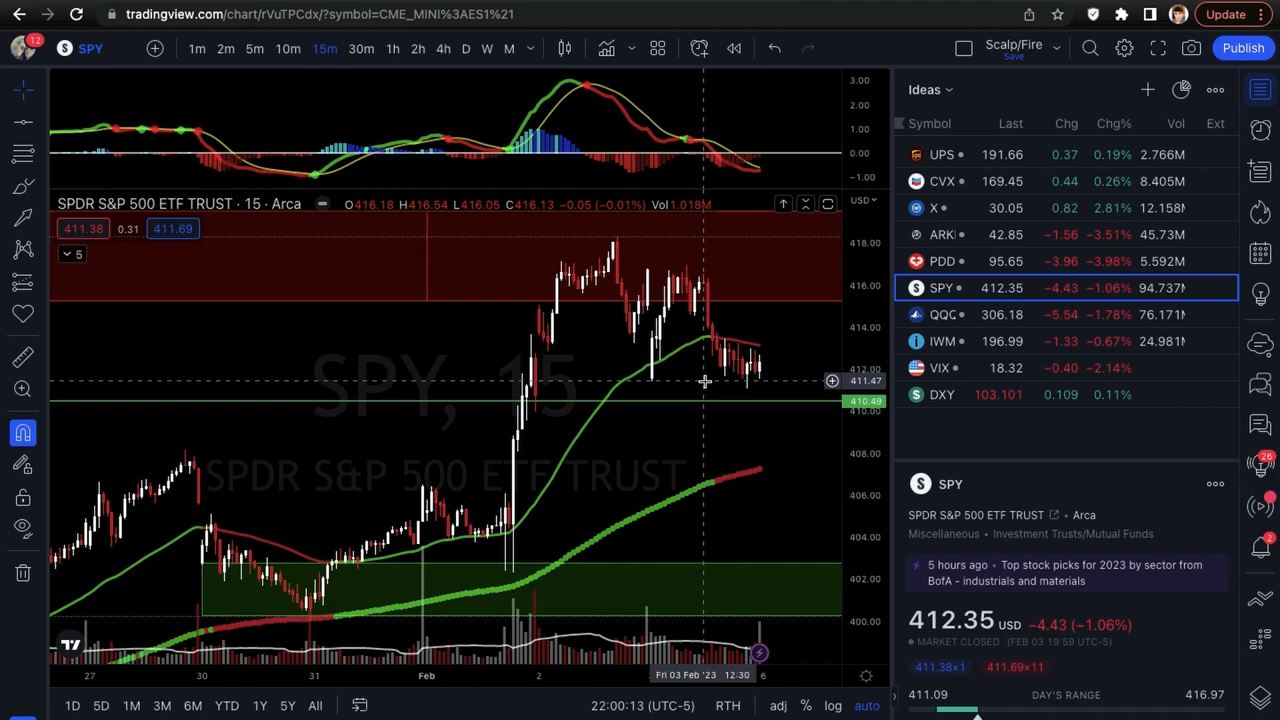 tradingview.com/chart/rVuTPCdx/?symbol=CME_MINI%3AES1%21
Update
12
SPY
1m 2m 5m 10m 15m 30m 1h 2h 4h D W M
Scalp/Fire
Save
Publish
3.00
2.00
1.00
0.00
−1.00
SPDR S&P 500 ETF TRUST · 15 · Arca
O416.18 H416.54 L416.05 C416.13 −0.05 (−0.01%) Vol1.018M
USD
411.38 0.31 411.69
5
418.00
416.00
414.00
412.00
411.47
410.49
410.00
408.00
406.00
404.00
402.00
400.00
SPY, 15
SPDR S&P 500 ETF TRUST
27 30 31 Feb 2 Fri 03 Feb '23 12:30 6
1D 5D 1M 3M 6M YTD 1Y 5Y All
22:00:13 (UTC-5) RTH adj % log auto
Ideas
Symbol Last Chg Chg% Vol Ext
UPS 191.66 0.37 0.19% 2.766M
CVX 169.45 0.44 0.26% 8.405M
X 30.05 0.82 2.81% 12.158M
ARK 42.85 −1.56 −3.51% 45.73M
PDD 95.65 −3.96 −3.98% 5.592M
SPY 412.35 −4.43 −1.06% 94.737M
QQQ 306.18 −5.54 −1.78% 76.171M
IWM 196.99 −1.33 −0.67% 24.981M
VIX 18.32 −0.40 −2.14%
DXY 103.101 0.109 0.11%
SPY
SPDR S&P 500 ETF TRUST • Arca
Miscellaneous • Investment Trusts/Mutual Funds
5 hours ago • Top stock picks for 2023 by sector from
BofA - industrials and materials
412.35 USD −4.43 (−1.06%)
MARKET CLOSED (FEB 03 19:59 UTC-5)
411.38×1 411.69×11
411.09 DAY'S RANGE 416.97
26
2